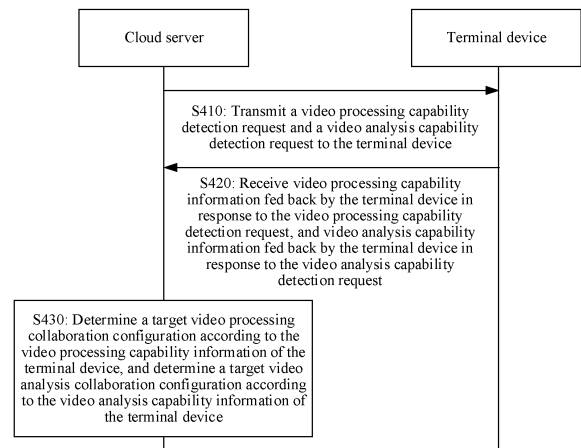 Cloud server
Terminal device
S410: Transmit a video processing capability
detection request and a video analysis capability
detection request to the terminal device
S420: Receive video processing capability
information fed back by the terminal device in
response to the video processing capability
detection request, and video analysis capability
information fed back by the terminal device in
response to the video analysis capability
detection request
S430: Determine a target video processing
collaboration configuration according to the
video processing capability information of the
terminal device, and determine a target video
analysis collaboration configuration according
to the video analysis capability information of
the terminal device